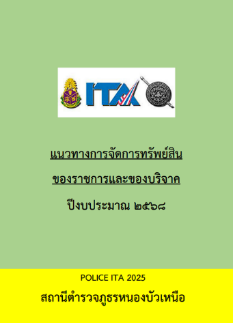 ITA
แนวทางการจัดการทรัพย์สิน
ของราชการและของบริจาค
ปีงบประมาณ ๒๕๖๘
POLICE ITA 2025
สถานีตำรวจภูธรหนองบัวเหนือ